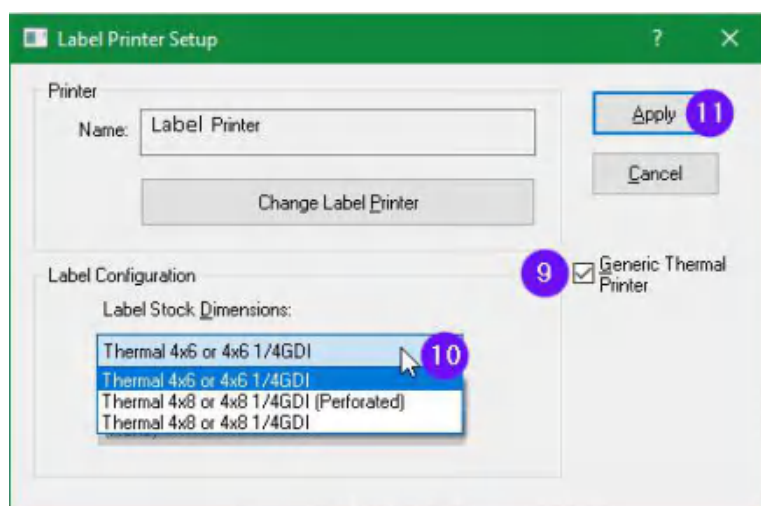 Label Printer Setup
? ×
Printer
Name: Label Printer
Apply 11
Change Label Printer
Cancel
9 Generic Thermal
Printer
Label Configuration
Label Stock Dimensions:
Thermal 4x6 or 4x6 1/4GDI 10
Thermal 4x6 or 4x6 1/4GDI
Thermal 4x8 or 4x8 1/4GDI (Perforated)
Thermal 4x8 or 4x8 1/4GDI